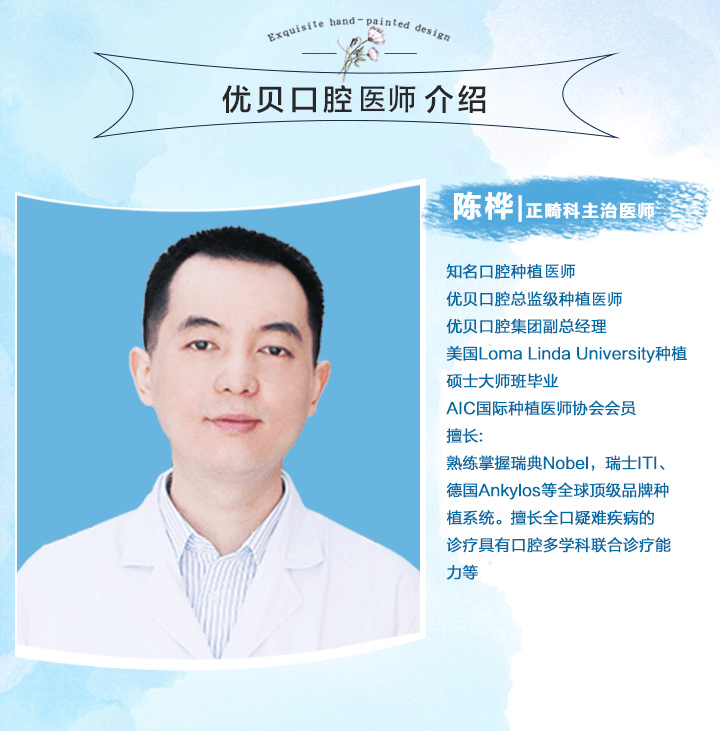 Exquisite hand-painted design
优贝口腔医师介绍
陈桦|正畸科主治医师
知名口腔种植医师
优贝口腔总监级种植医师
优贝口腔集团副总经理
美国Loma Linda University种植
硕士大师班毕业
AIC国际种植医师协会会员
擅长:
熟练掌握瑞典Nobel，瑞士ITI、
德国Ankylos等全球顶级品牌种
植系统。擅长全口疑难疾病的
诊疗具有口腔多学科联合诊疗能
力等